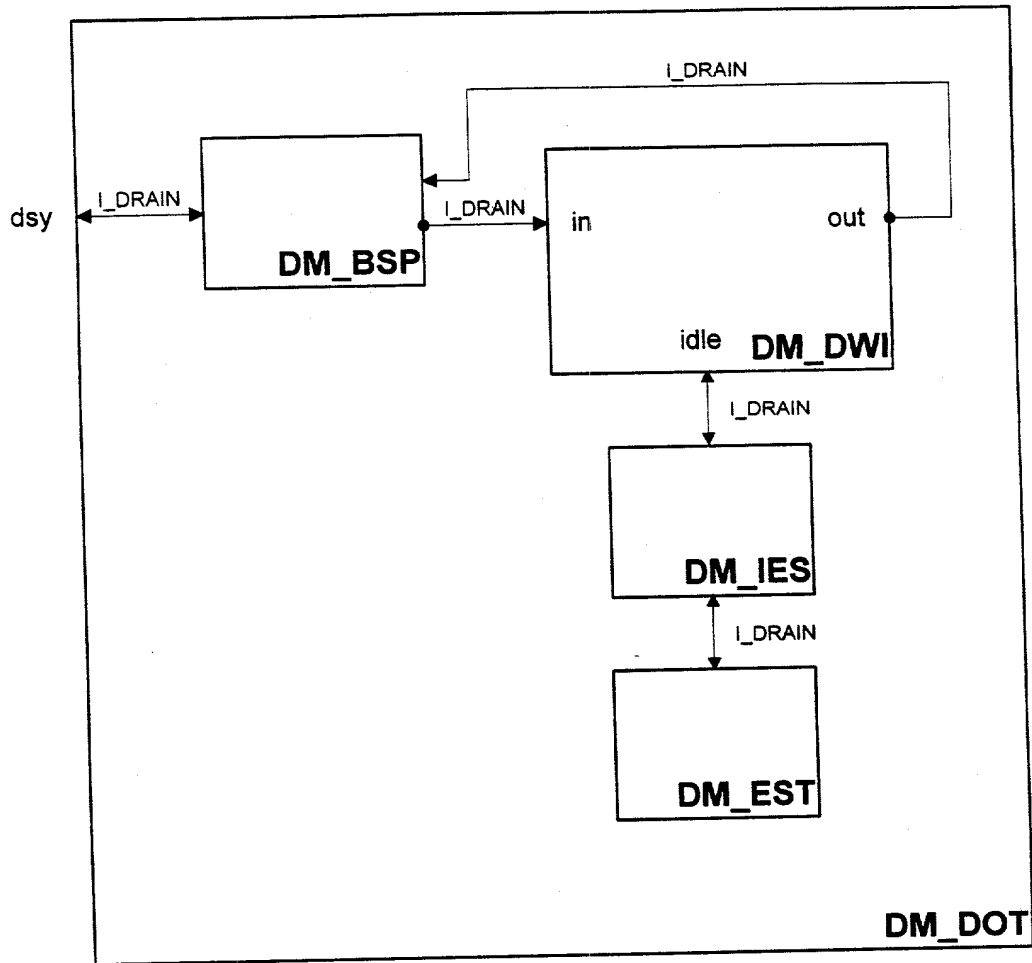 I_DRAIN
dsy
I_DRAIN
I_DRAIN
in
out
DM_BSP
idle
DM_DWI
I_DRAIN
DM_IES
I_DRAIN
DM_EST
DM_DOT